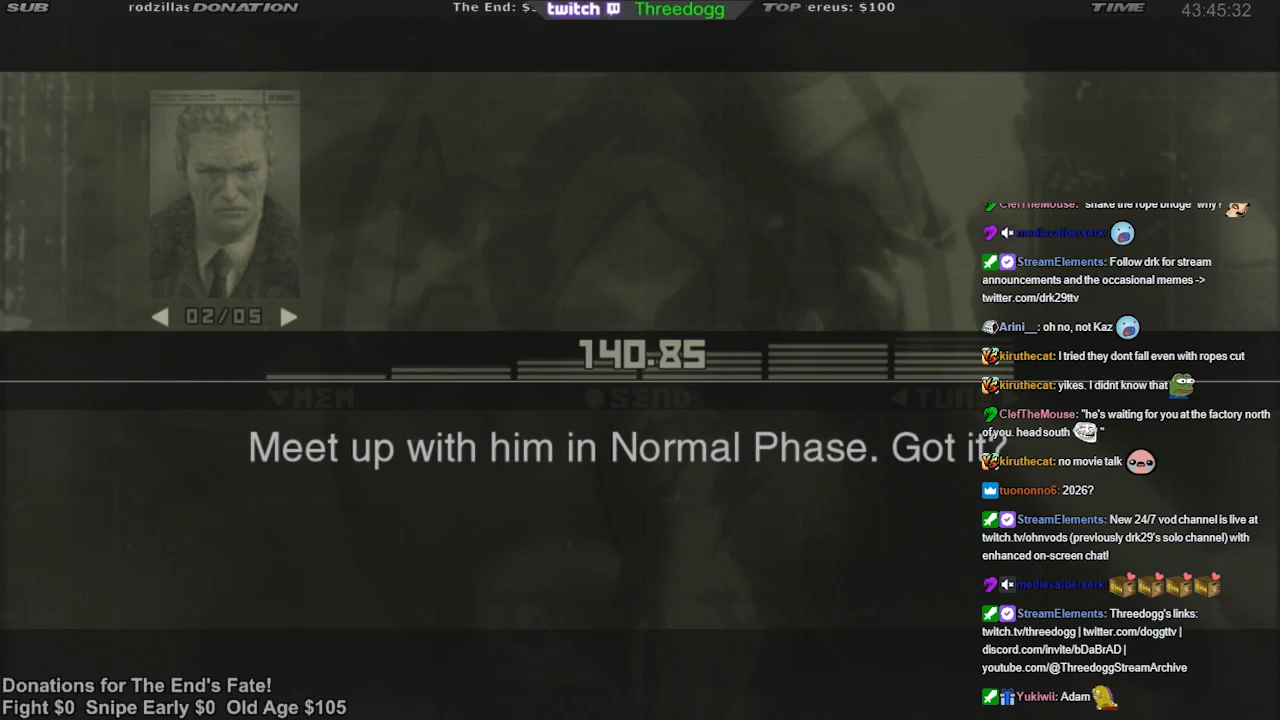 SUB rodzillas DONATION The End: $ twitch Threedogg TOP ereus: $100 TIME 43:45:32
02/05
140.85
MEM SEND TUN
Meet up with him in Normal Phase. Got it?
ClefTheMouse: "shake the rope bridge" why?
medievalberserk:
StreamElements: Follow drk for stream
announcements and the occasional memes ->
twitter.com/drk29ttv
Arini__: oh no, not Kaz
kiruthecat: I tried they dont fall even with ropes cut
kiruthecat: yikes. I didnt know that
ClefTheMouse: "he's waiting for you at the factory north
of you. head south "
kiruthecat: no movie talk
tuononno6: 2026?
StreamElements: New 24/7 vod channel is live at
twitch.tv/ohnvods (previously drk29's solo channel) with
enhanced on-screen chat!
medievalberserk:
StreamElements: Threedogg's links:
twitch.tv/threedogg | twitter.com/doggttv |
discord.com/invite/bDaBrAD |
youtube.com/@ThreedoggStreamArchive
Yukiwii: Adam
Donations for The End's Fate!
Fight $0 Snipe Early $0 Old Age $105